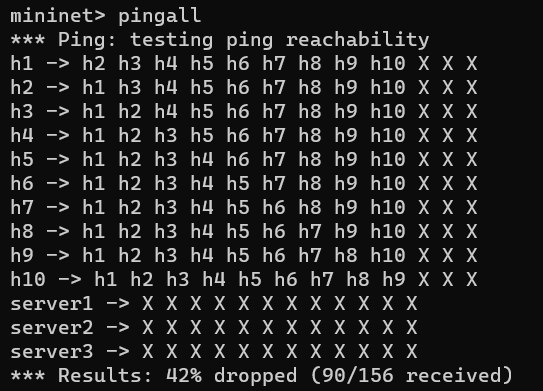 mininet> pingall
*** Ping: testing ping reachability
h1 -> h2 h3 h4 h5 h6 h7 h8 h9 h10 X X X
h2 -> h1 h3 h4 h5 h6 h7 h8 h9 h10 X X X
h3 -> h1 h2 h4 h5 h6 h7 h8 h9 h10 X X X
h4 -> h1 h2 h3 h5 h6 h7 h8 h9 h10 X X X
h5 -> h1 h2 h3 h4 h6 h7 h8 h9 h10 X X X
h6 -> h1 h2 h3 h4 h5 h7 h8 h9 h10 X X X
h7 -> h1 h2 h3 h4 h5 h6 h8 h9 h10 X X X
h8 -> h1 h2 h3 h4 h5 h6 h7 h9 h10 X X X
h9 -> h1 h2 h3 h4 h5 h6 h7 h8 h10 X X X
h10 -> h1 h2 h3 h4 h5 h6 h7 h8 h9 X X X
server1 -> X X X X X X X X X X X X
server2 -> X X X X X X X X X X X X
server3 -> X X X X X X X X X X X X
*** Results: 42% dropped (90/156 received)